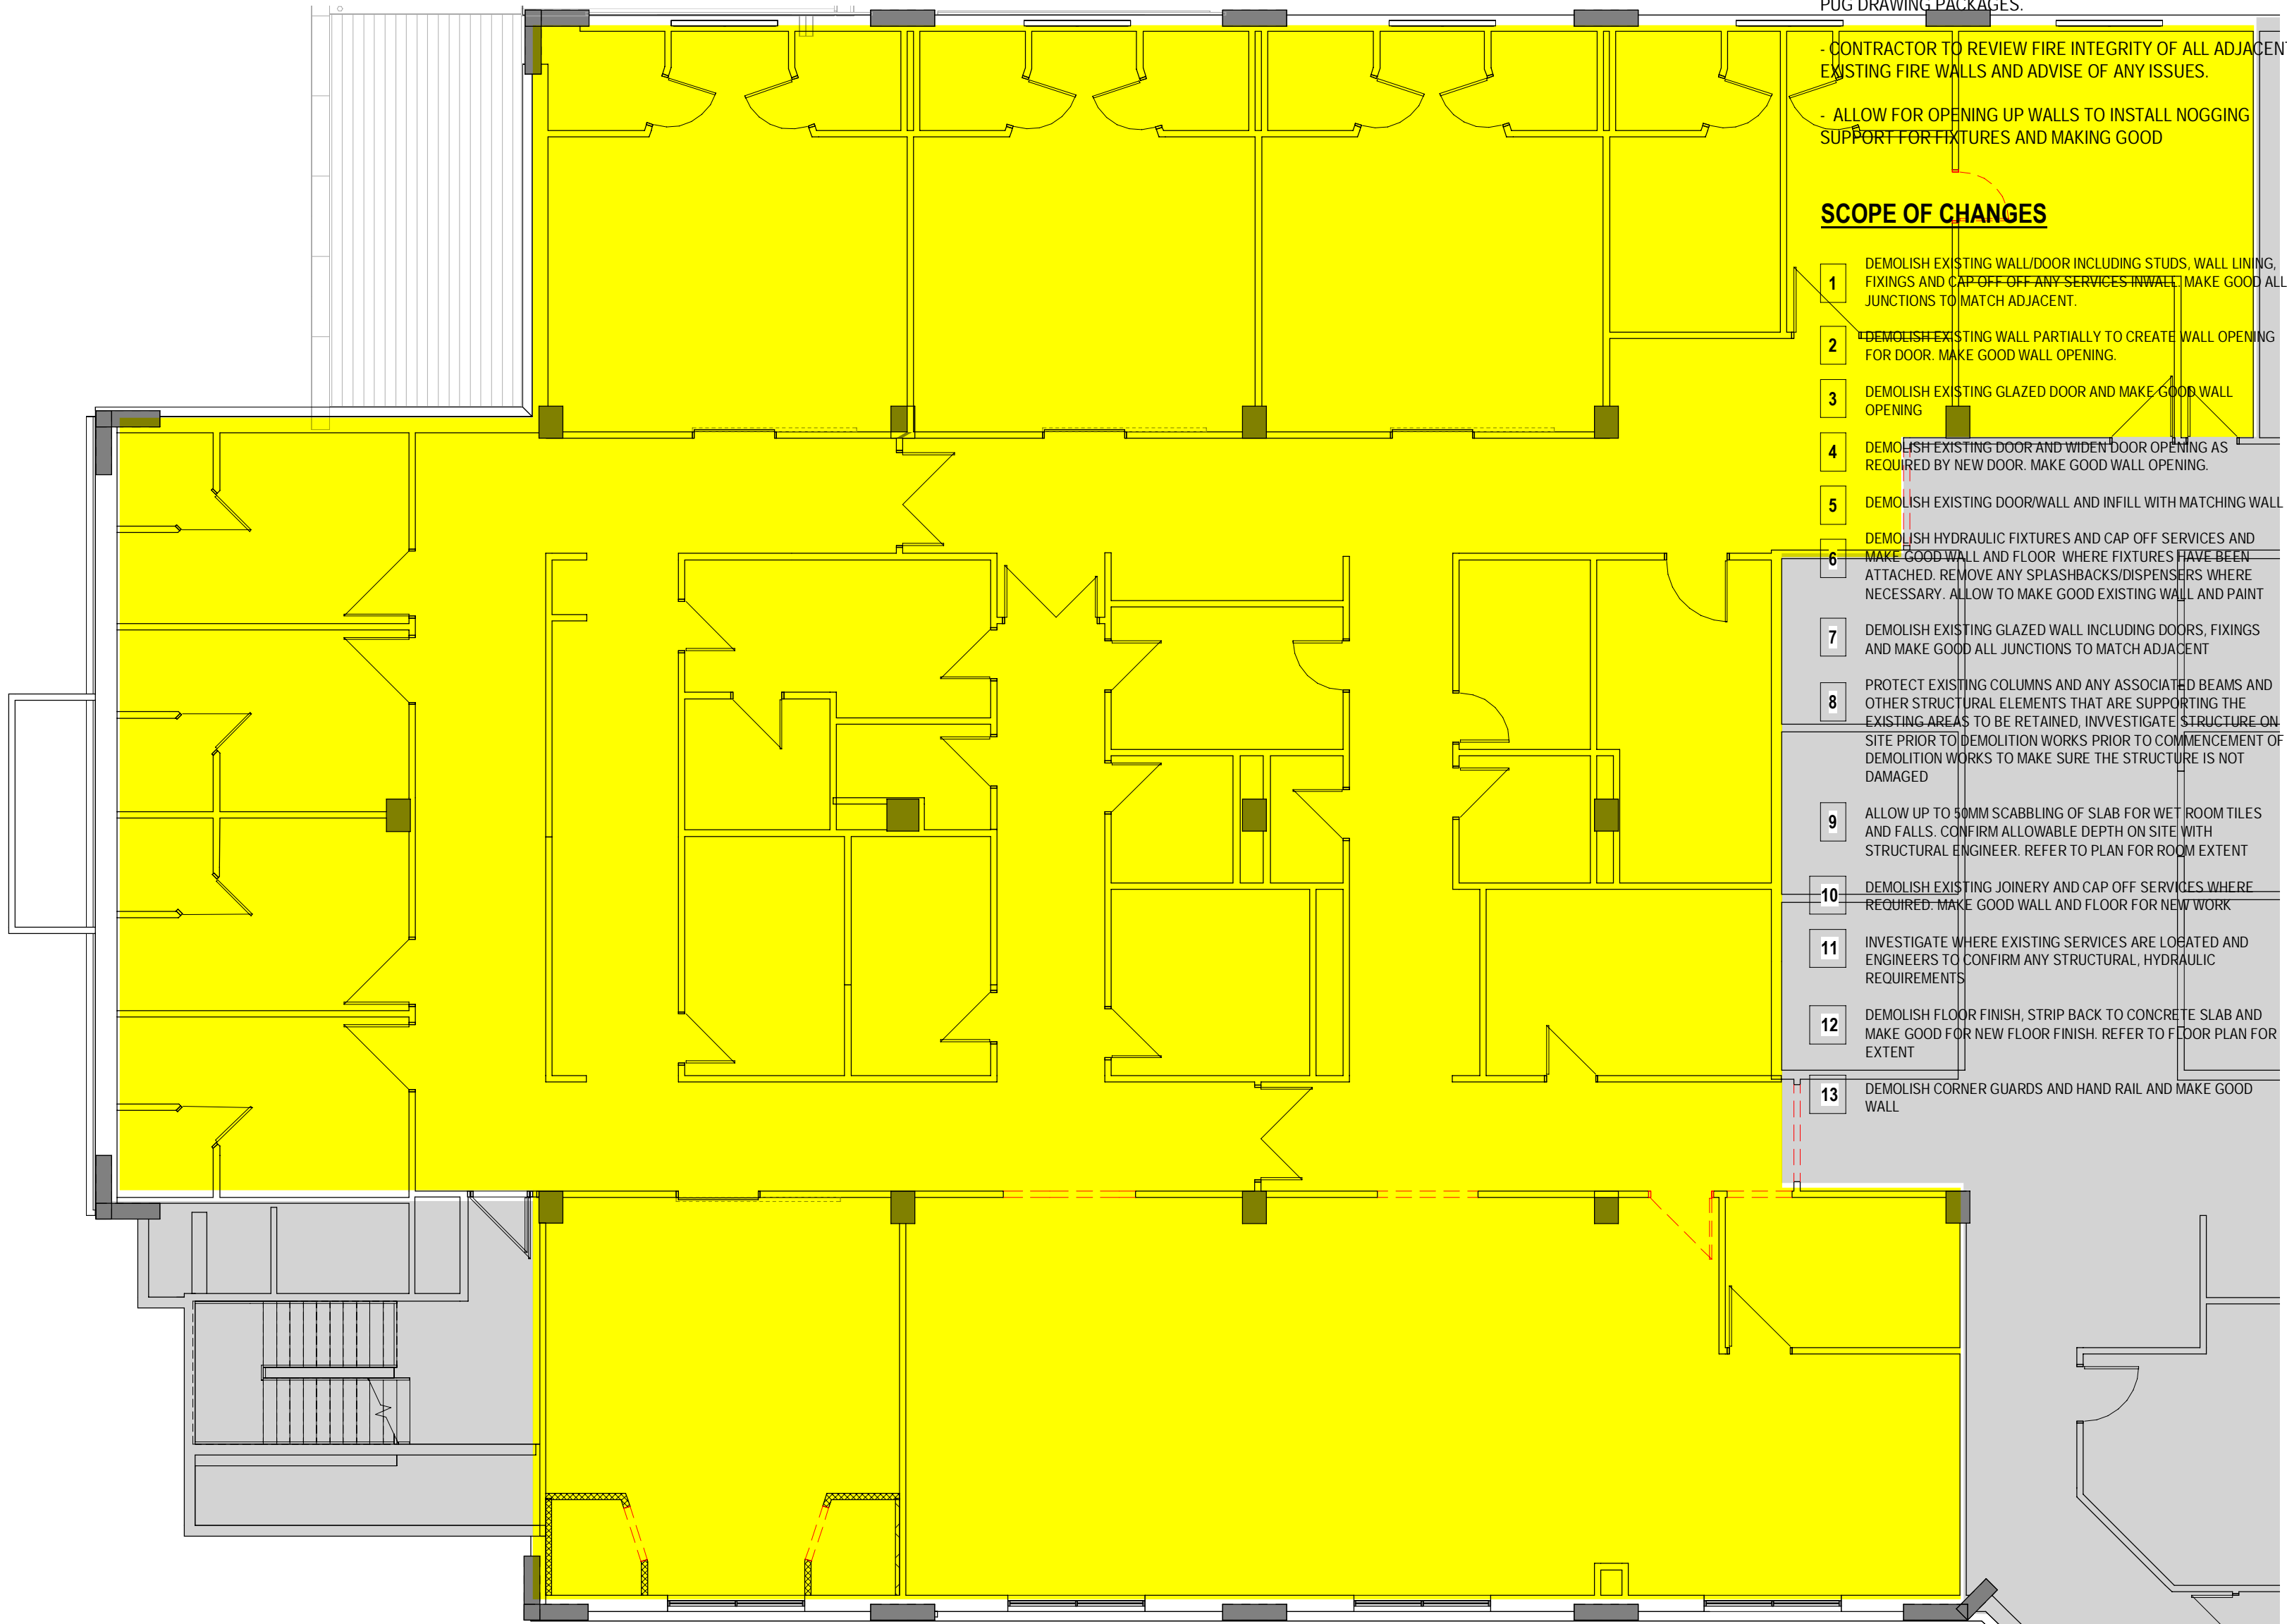 PUG DRAWING PACKAGES.
- CONTRACTOR TO REVIEW FIRE INTEGRITY OF ALL ADJACENT
EXISTING FIRE WALLS AND ADVISE OF ANY ISSUES.
- ALLOW FOR OPENING UP WALLS TO INSTALL NOGGING
SUPPORT FOR FIXTURES AND MAKING GOOD
SCOPE OF CHANGES
1
DEMOLISH EXISTING WALL/DOOR INCLUDING STUDS, WALL LINING,
FIXINGS AND CAP OFF OFF ANY SERVICES INWALL. MAKE GOOD ALL
JUNCTIONS TO MATCH ADJACENT.
2
DEMOLISH EXISTING WALL PARTIALLY TO CREATE WALL OPENING
FOR DOOR. MAKE GOOD WALL OPENING.
3
DEMOLISH EXISTING GLAZED DOOR AND MAKE GOOD WALL
OPENING
4
DEMOLISH EXISTING DOOR AND WIDEN DOOR OPENING AS
REQUIRED BY NEW DOOR. MAKE GOOD WALL OPENING.
5
DEMOLISH EXISTING DOOR/WALL AND INFILL WITH MATCHING WALL
6
DEMOLISH HYDRAULIC FIXTURES AND CAP OFF SERVICES AND
MAKE GOOD WALL AND FLOOR WHERE FIXTURES HAVE BEEN
ATTACHED. REMOVE ANY SPLASHBACKS/DISPENSERS WHERE
NECESSARY. ALLOW TO MAKE GOOD EXISTING WALL AND PAINT
7
DEMOLISH EXISTING GLAZED WALL INCLUDING DOORS, FIXINGS
AND MAKE GOOD ALL JUNCTIONS TO MATCH ADJACENT
8
PROTECT EXISTING COLUMNS AND ANY ASSOCIATED BEAMS AND
OTHER STRUCTURAL ELEMENTS THAT ARE SUPPORTING THE
EXISTING AREAS TO BE RETAINED, INVVESTIGATE STRUCTURE ON
SITE PRIOR TO DEMOLITION WORKS PRIOR TO COMMENCEMENT OF
DEMOLITION WORKS TO MAKE SURE THE STRUCTURE IS NOT
DAMAGED
9
ALLOW UP TO 50MM SCABBLING OF SLAB FOR WET ROOM TILES
AND FALLS. CONFIRM ALLOWABLE DEPTH ON SITE WITH
STRUCTURAL ENGINEER. REFER TO PLAN FOR ROOM EXTENT
10
DEMOLISH EXISTING JOINERY AND CAP OFF SERVICES WHERE
REQUIRED. MAKE GOOD WALL AND FLOOR FOR NEW WORK
11
INVESTIGATE WHERE EXISTING SERVICES ARE LOCATED AND
ENGINEERS TO CONFIRM ANY STRUCTURAL, HYDRAULIC
REQUIREMENTS
12
DEMOLISH FLOOR FINISH, STRIP BACK TO CONCRETE SLAB AND
MAKE GOOD FOR NEW FLOOR FINISH. REFER TO FLOOR PLAN FOR
EXTENT
13
DEMOLISH CORNER GUARDS AND HAND RAIL AND MAKE GOOD
WALL